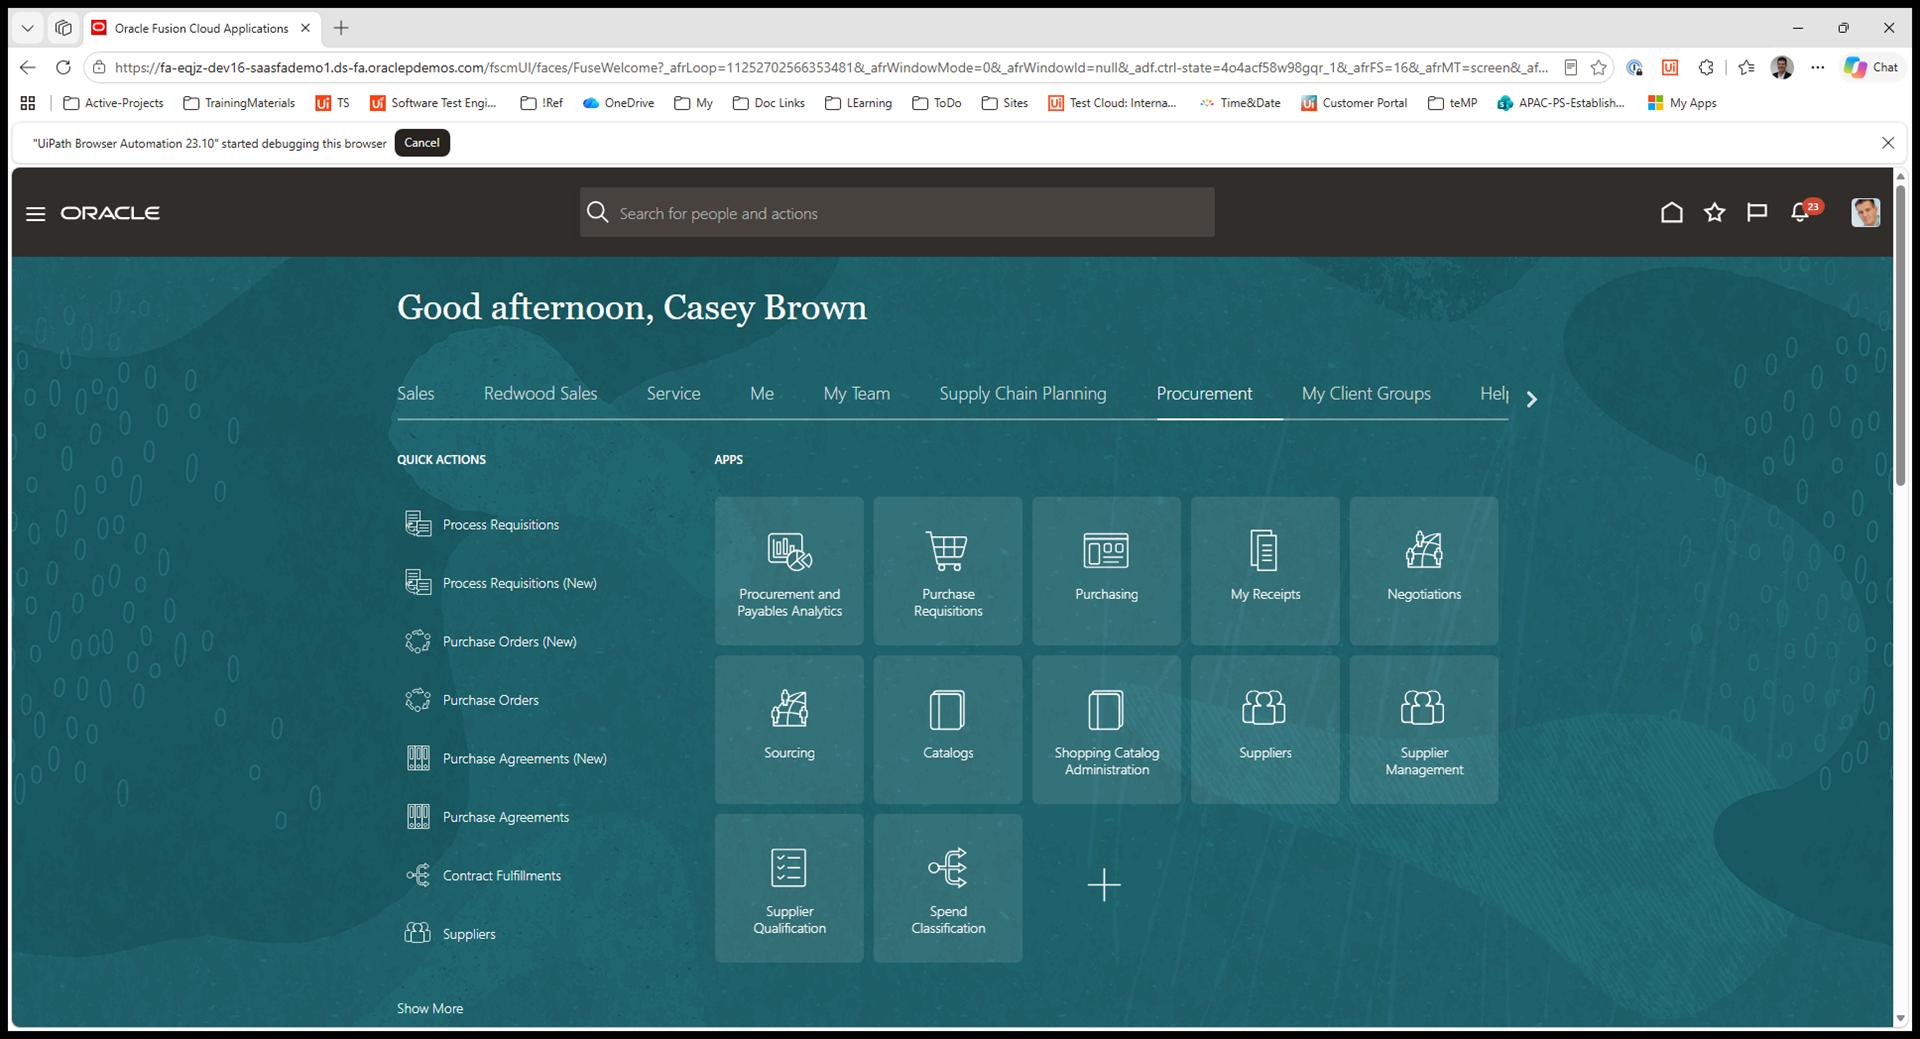 Oracle Fusion Cloud Applications
https://fa-eqjz-dev16-saasfademo1.ds-fa.oraclepdemos.com/fscmUI/faces/FuseWelcome?_afrLoop=11252702566353481&_afrWindowMode=0&_afrWindowId=null&_adf.ctrl-state=4o4acf58w98gqr_1&_afrFS=16&_afrMT=screen&_af...
Chat
Active-Projects
TrainingMaterials
Ui TS
Ui Software Test Engi...
!Ref
OneDrive
My
Doc Links
LEarning
ToDo
Sites
Ui Test Cloud: Interna...
Time&Date
Ui Customer Portal
teMP
APAC-PS-Establish...
My Apps
"UiPath Browser Automation 23.10" started debugging this browser Cancel
ORACLE
Search for people and actions
23
Good afternoon, Casey Brown
Sales Redwood Sales Service Me My Team Supply Chain Planning Procurement My Client Groups Help
QUICK ACTIONS
Process Requisitions
Process Requisitions (New)
Purchase Orders (New)
Purchase Orders
Purchase Agreements (New)
Purchase Agreements
Contract Fulfillments
Suppliers
Show More
APPS
Procurement and
Payables Analytics
Purchase
Requisitions
Purchasing
My Receipts
Negotiations
Sourcing
Catalogs
Shopping Catalog
Administration
Suppliers
Supplier
Management
Supplier
Qualification
Spend
Classification